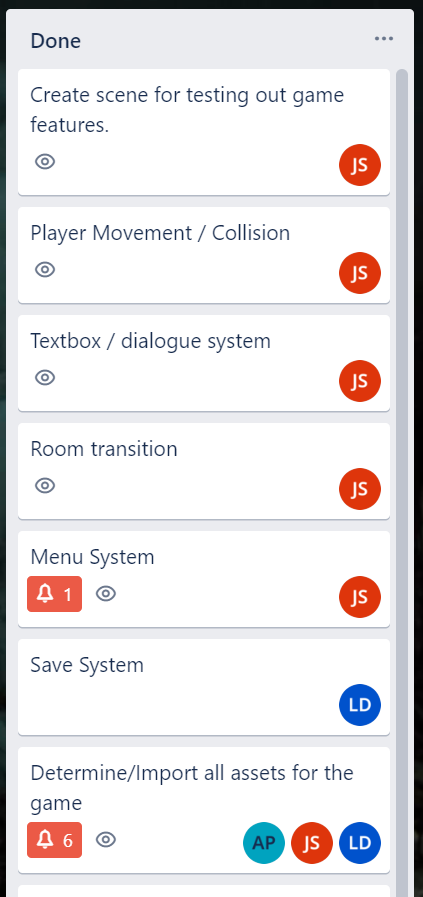 Done
Create scene for testing out game
features.
JS
Player Movement / Collision
JS
Textbox / dialogue system
JS
Room transition
JS
Menu System
1
JS
Save System
LD
Determine/Import all assets for the
game
6
AP JS LD